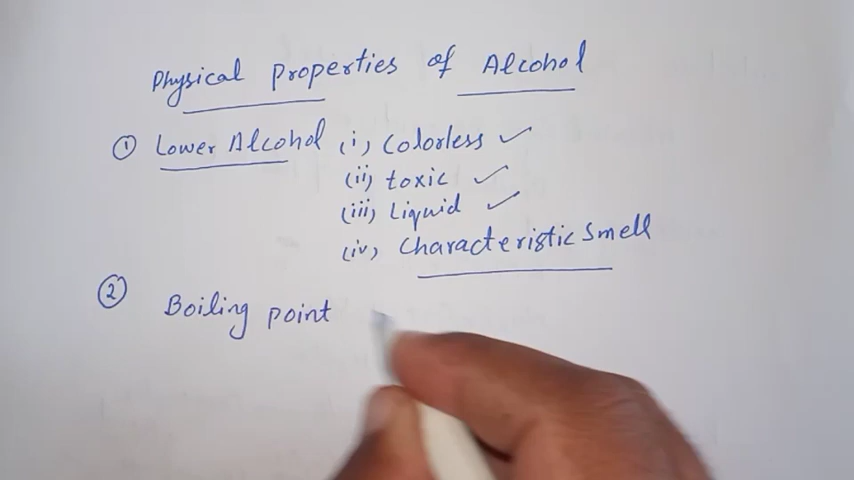 Physical properties of Alcohol
① Lower Alcohol (i) Colorless ✓
(ii) toxic ✓
(iii) Liquid ✓
(iv) Characteristic Smell
② Boiling point